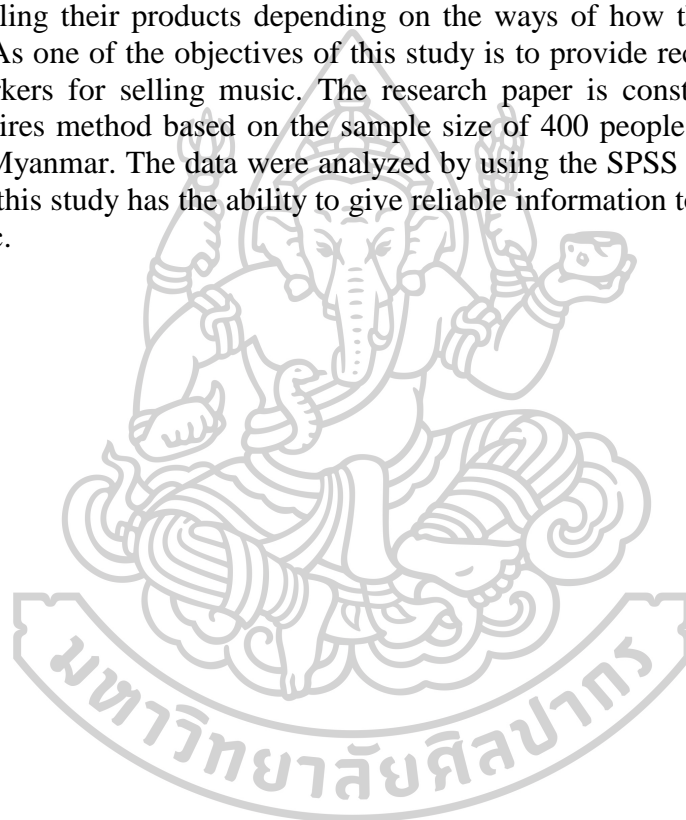 ling their products depending on the ways of how th
As one of the objectives of this study is to provide rec
kers for selling music. The research paper is const
ires method based on the sample size of 400 people
Myanmar. The data were analyzed by using the SPSS
this study has the ability to give reliable information to
c.
มหาวิทยาลัยศิลปากร